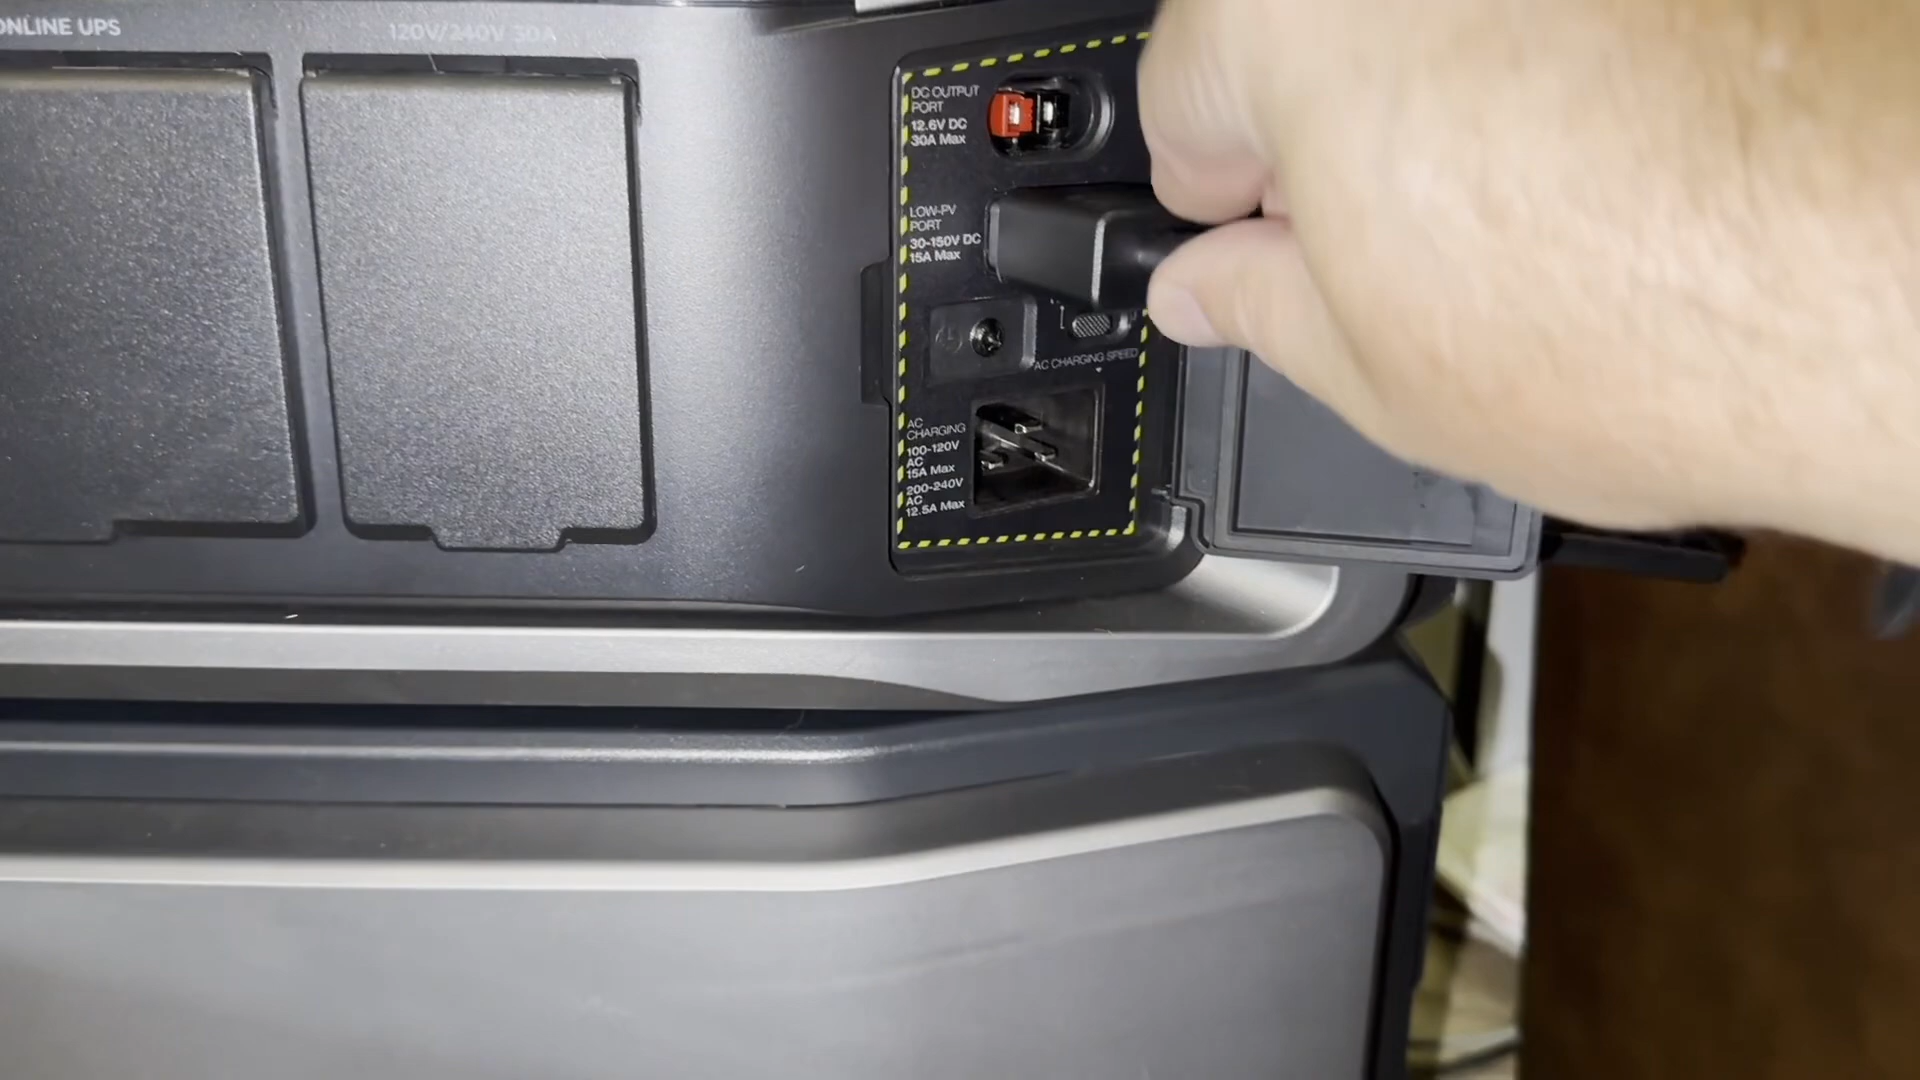 ONLINE UPS
120V/240V 30A
DC OUTPUT
PORT
12.6V DC
30A Max
LOW-PV
PORT
30-150V DC
15A Max
AC CHARGING SPEED
AC
CHARGING
100-120V
AC
15A Max
200-240V
AC
12.5A Max